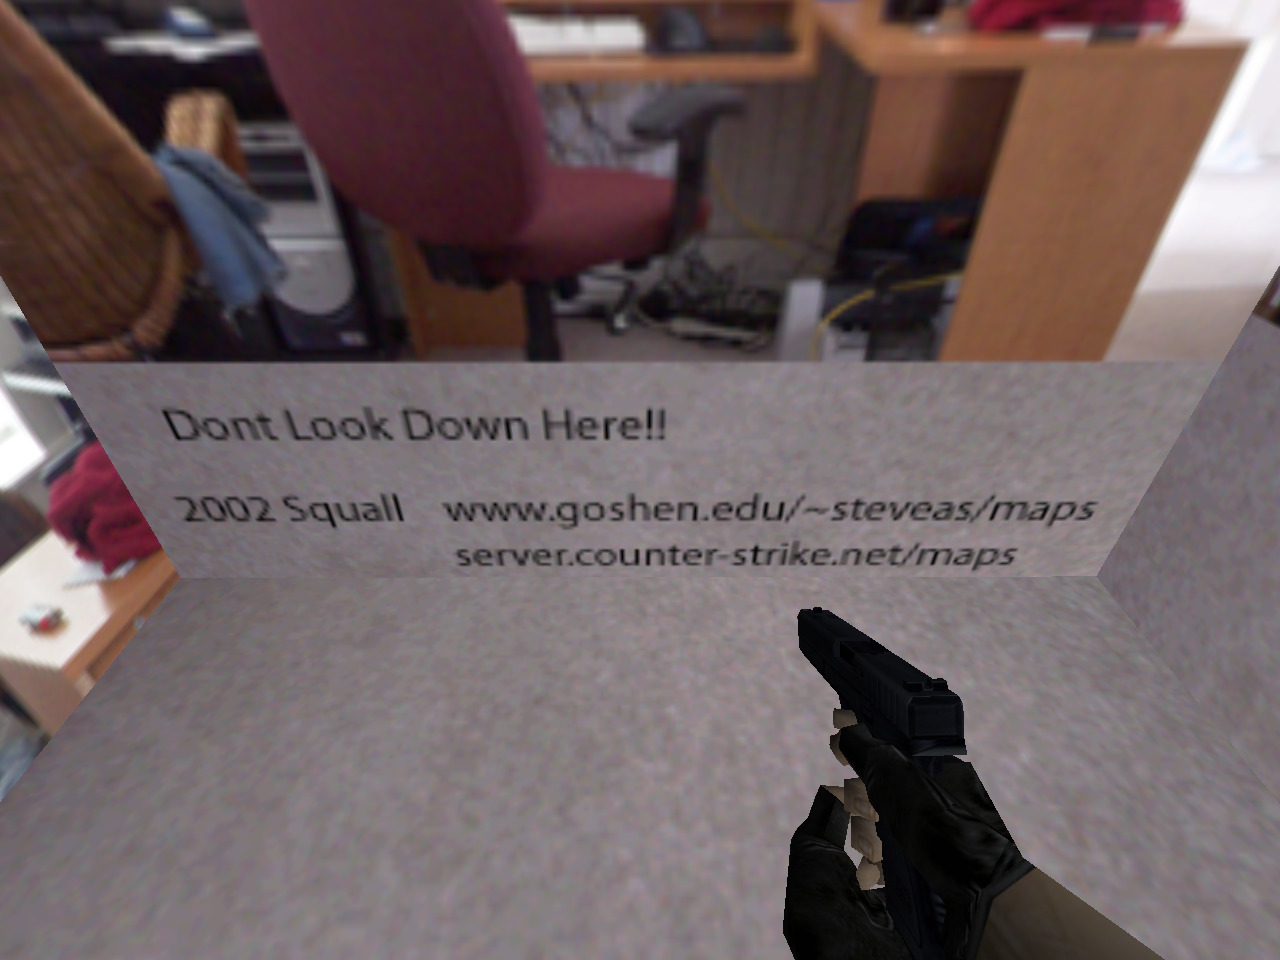 Dont Look Down Here!!
2002 Squall www.goshen.edu/~steveas/maps
server.counter-strike.net/maps